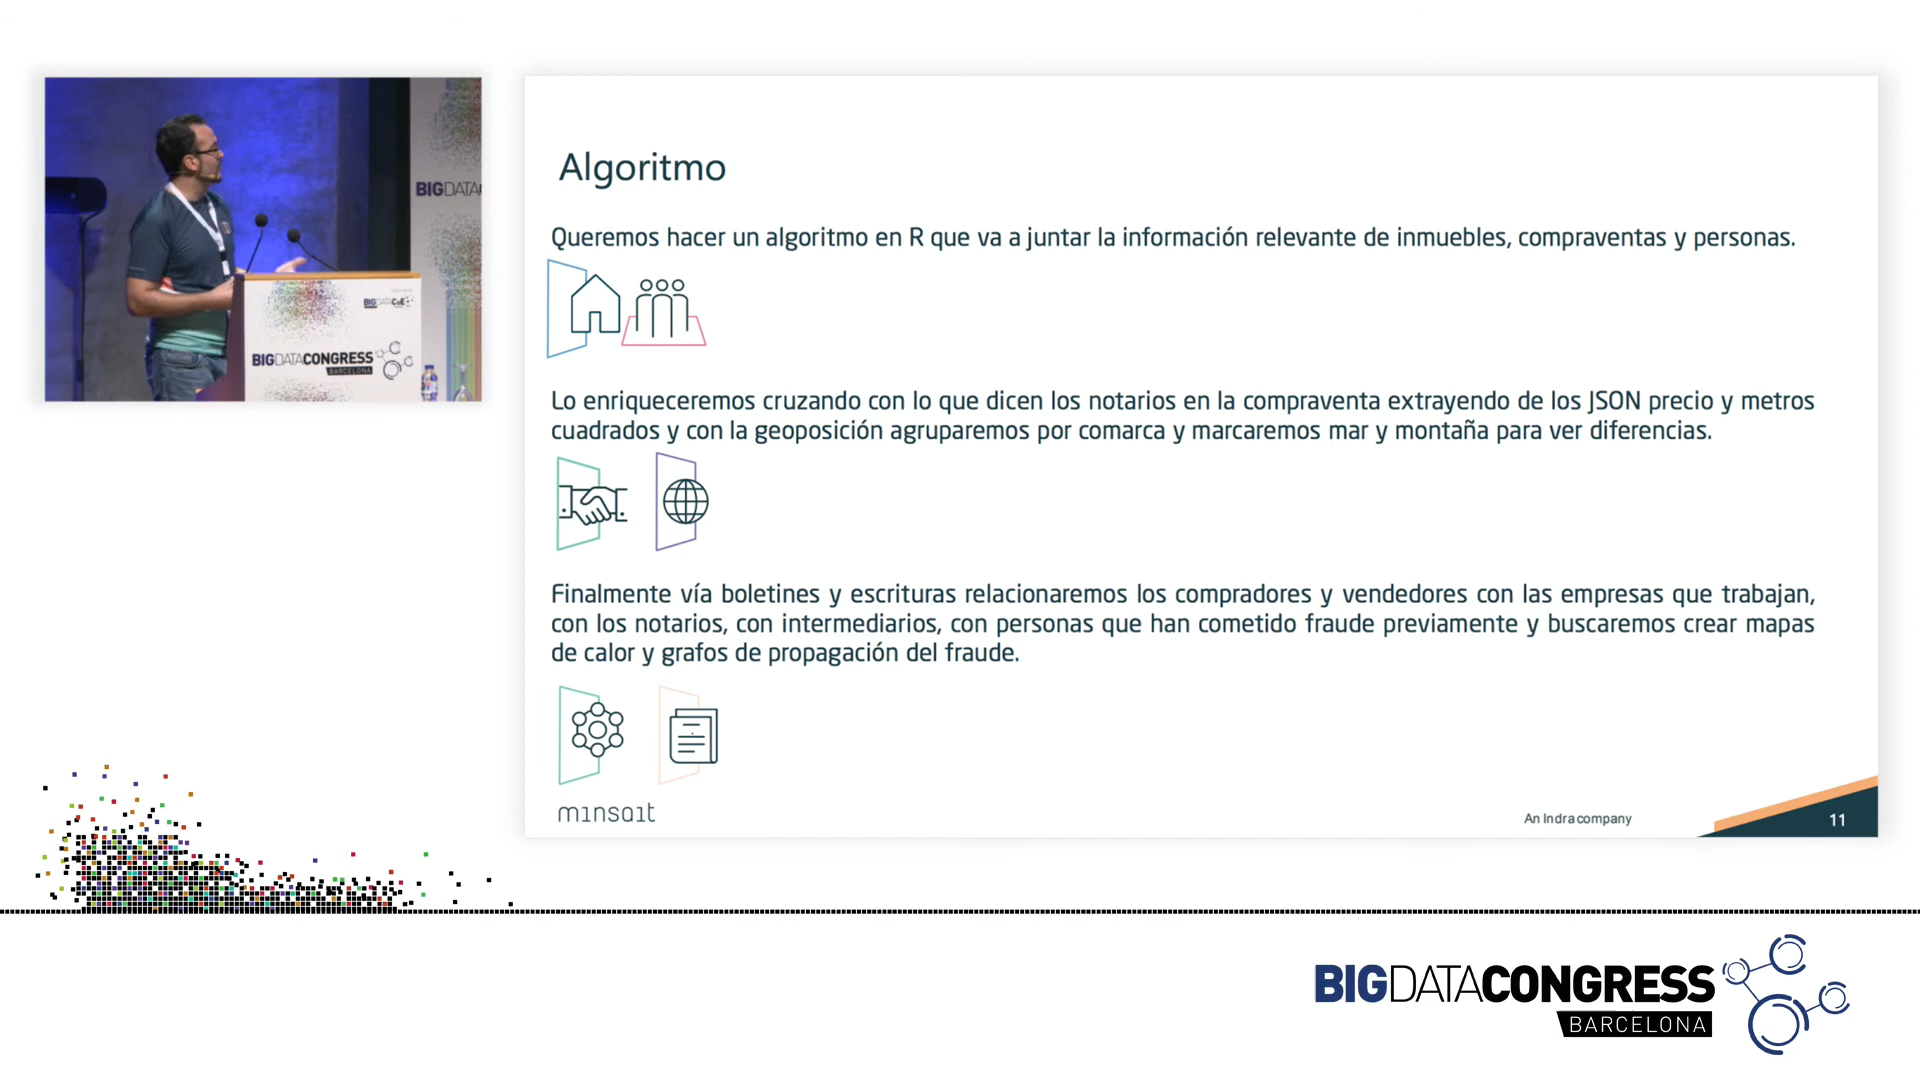 BIGDATA
BIGDATACoE
BIGDATACONGRESS
BARCELONA
Algoritmo
Queremos hacer un algoritmo en R que va a juntar la información relevante de inmuebles, compraventas y personas.
Lo enriqueceremos cruzando con lo que dicen los notarios en la compraventa extrayendo de los JSON precio y metros
cuadrados y con la geoposición agruparemos por comarca y marcaremos mar y montaña para ver diferencias.
Finalmente vía boletines y escrituras relacionaremos los compradores y vendedores con las empresas que trabajan,
con los notarios, con intermediarios, con personas que han cometido fraude previamente y buscaremos crear mapas
de calor y grafos de propagación del fraude.
minsait
An Indra company
11
BIGDATACONGRESS
BARCELONA